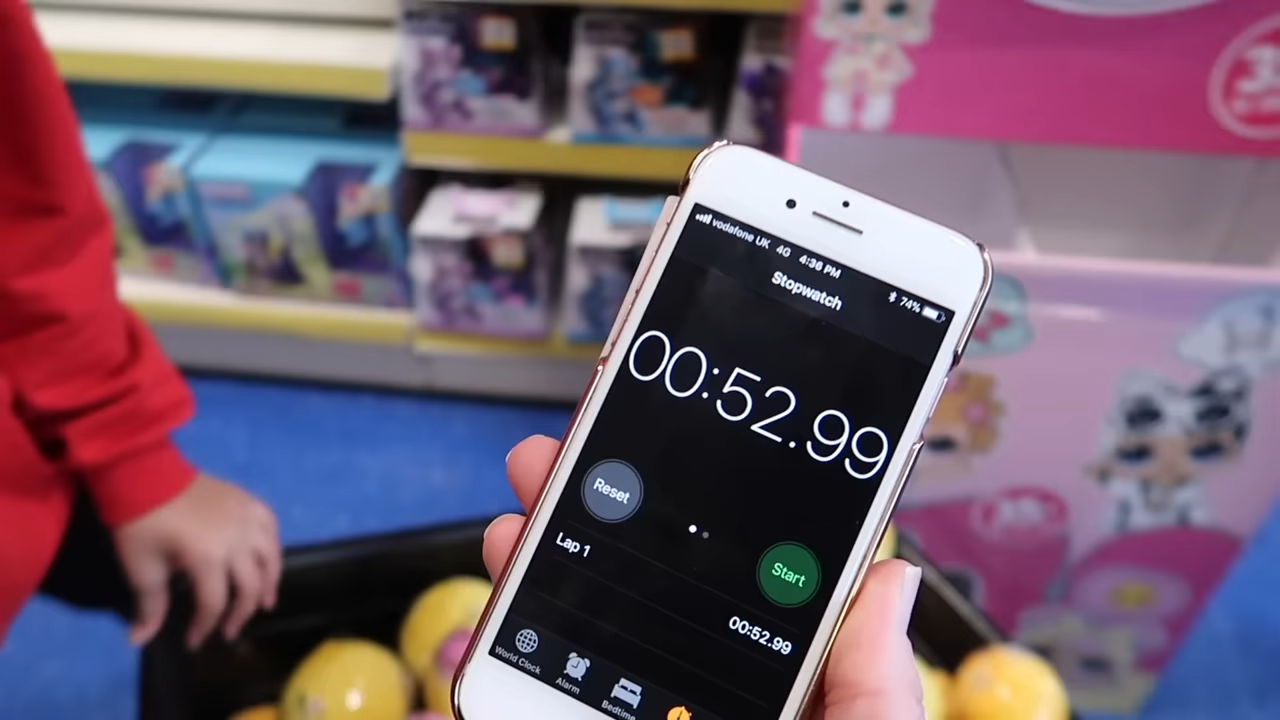 vodafone UK 4G 4:36 PM 74%
Stopwatch
00:52.99
Reset
Start
Lap 1
00:52.99
World Clock
Alarm
Bedtime